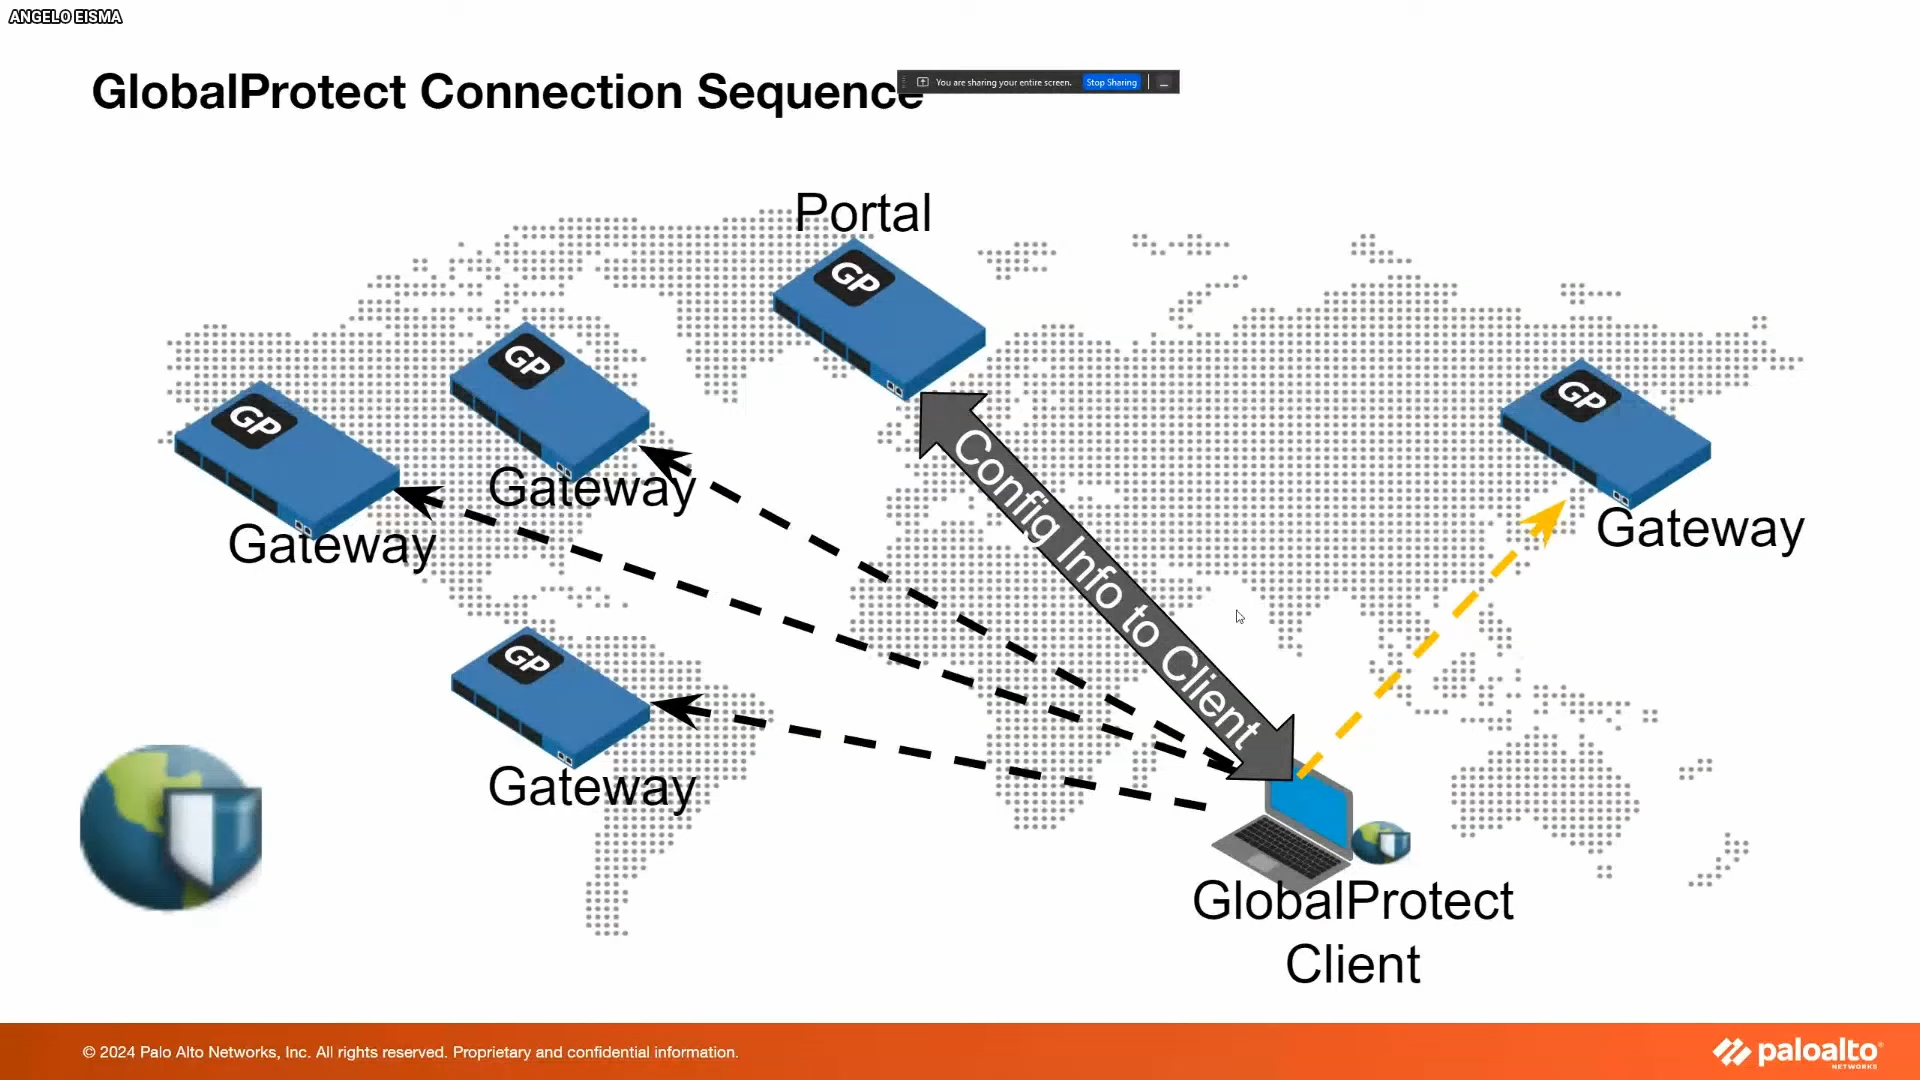 ANGELO EISMA
GlobalProtect Connection Sequence
You are sharing your entire screen. Stop Sharing
Portal
GP
GP
GP
GP
Gateway
Gateway
Gateway
Config Info to Client
GP
Gateway
GlobalProtect
Client
© 2024 Palo Alto Networks, Inc. All rights reserved. Proprietary and confidential information.
paloalto
NETWORKS